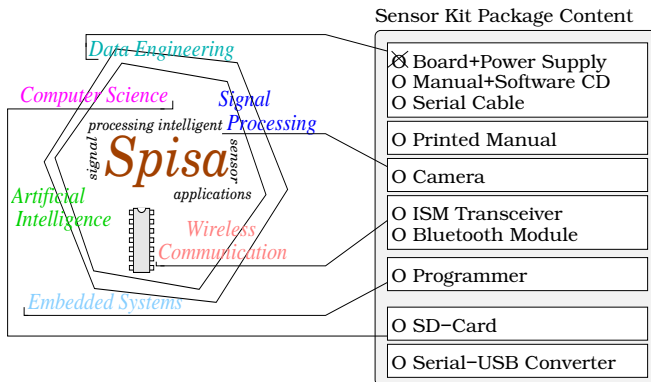 Sensor Kit Package Content
Data Engineering
Computer Science
Signal
Processing
processing intelligent
signal
Spisa
sensor
applications
Artificial
Intelligence
Wireless
Communication
Embedded Systems
O Board+Power Supply
O Manual+Software CD
O Serial Cable
O Printed Manual
O Camera
O ISM Transceiver
O Bluetooth Module
O Programmer
O SD−Card
O Serial−USB Converter